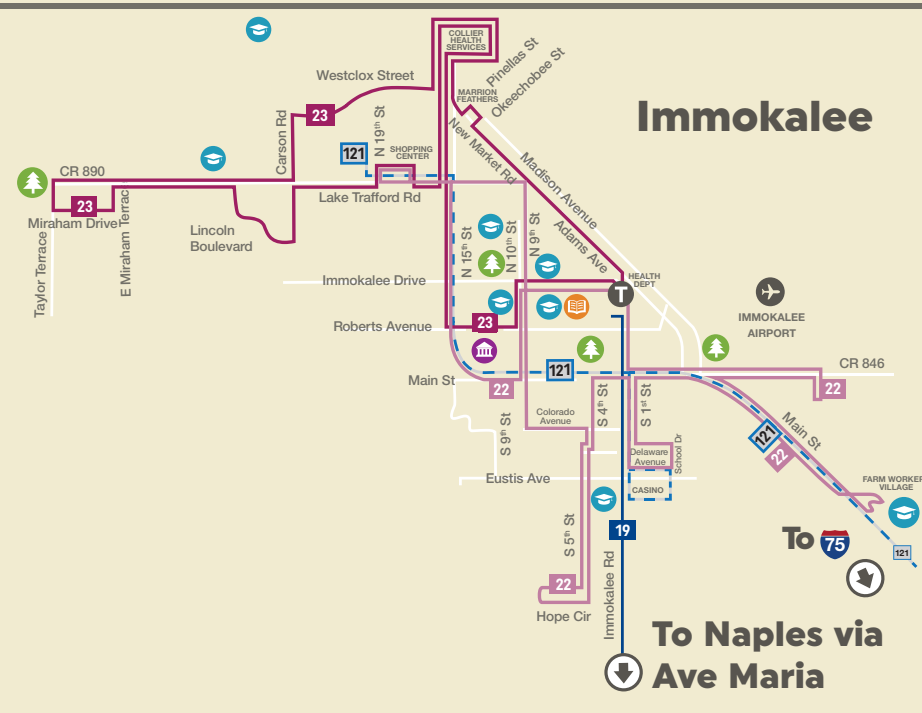 COLLIER
HEALTH
SERVICES
Pinellas St
Okeechobee St
Westclox Street
MARRION
FEATHERS
Immokalee
23
Carson Rd
N 19th St
New Market Rd
Madison Avenue
121
SHOPPING
CENTER
CR 890
Lake Trafford Rd
23
Miraham Drive
E Miraham Terrac
Taylor Terrace
Lincoln
Boulevard
N 15th St
N 10th St
N 9th St
Adams Ave
Immokalee Drive
HEALTH
DEPT
T
IMMOKALEE
AIRPORT
Roberts Avenue
23
CR 846
Main St
22
121
22
S 9th St
Colorado
Avenue
S 4th St
S 1st St
Main St
121
22
Delaware
Avenue
School Dr
Eustis Ave
CASINO
FARM WORKER
VILLAGE
S 5th St
19
To
75
121
22
Immokalee Rd
Hope Cir
To Naples via
Ave Maria